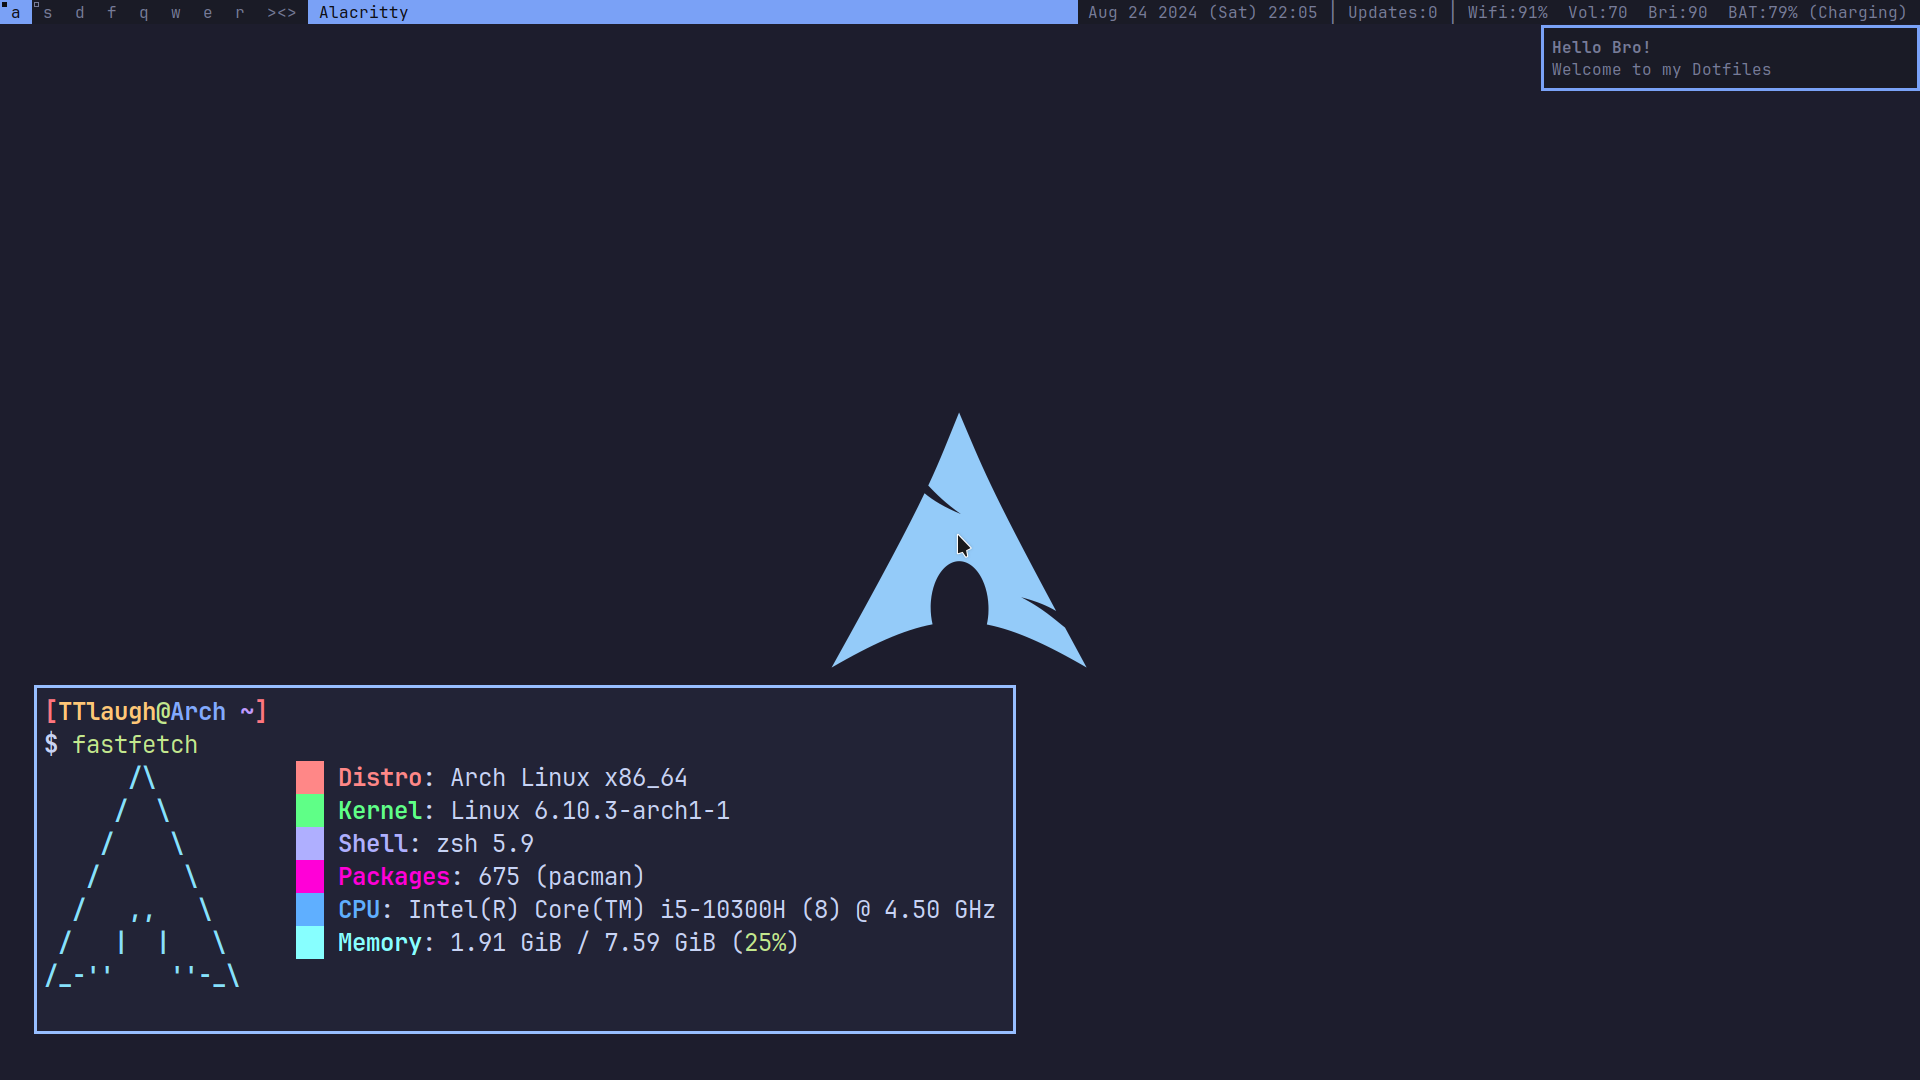 a s d f q w e r ><> Alacritty Aug 24 2024 (Sat) 22:05 | Updates:0 | Wifi:91% Vol:70 Bri:90 BAT:79% (Charging)
Hello Bro!
Welcome to my Dotfiles
[TTlaugh@Arch ~]
$ fastfetch
/\ Distro: Arch Linux x86_64
/  \ Kernel: Linux 6.10.3-arch1-1
/    \ Shell: zsh 5.9
/      \ Packages: 675 (pacman)
/   ,,   \ CPU: Intel(R) Core(TM) i5-10300H (8) @ 4.50 GHz
/   |  |   \ Memory: 1.91 GiB / 7.59 GiB (25%)
/_-''    ''-_\